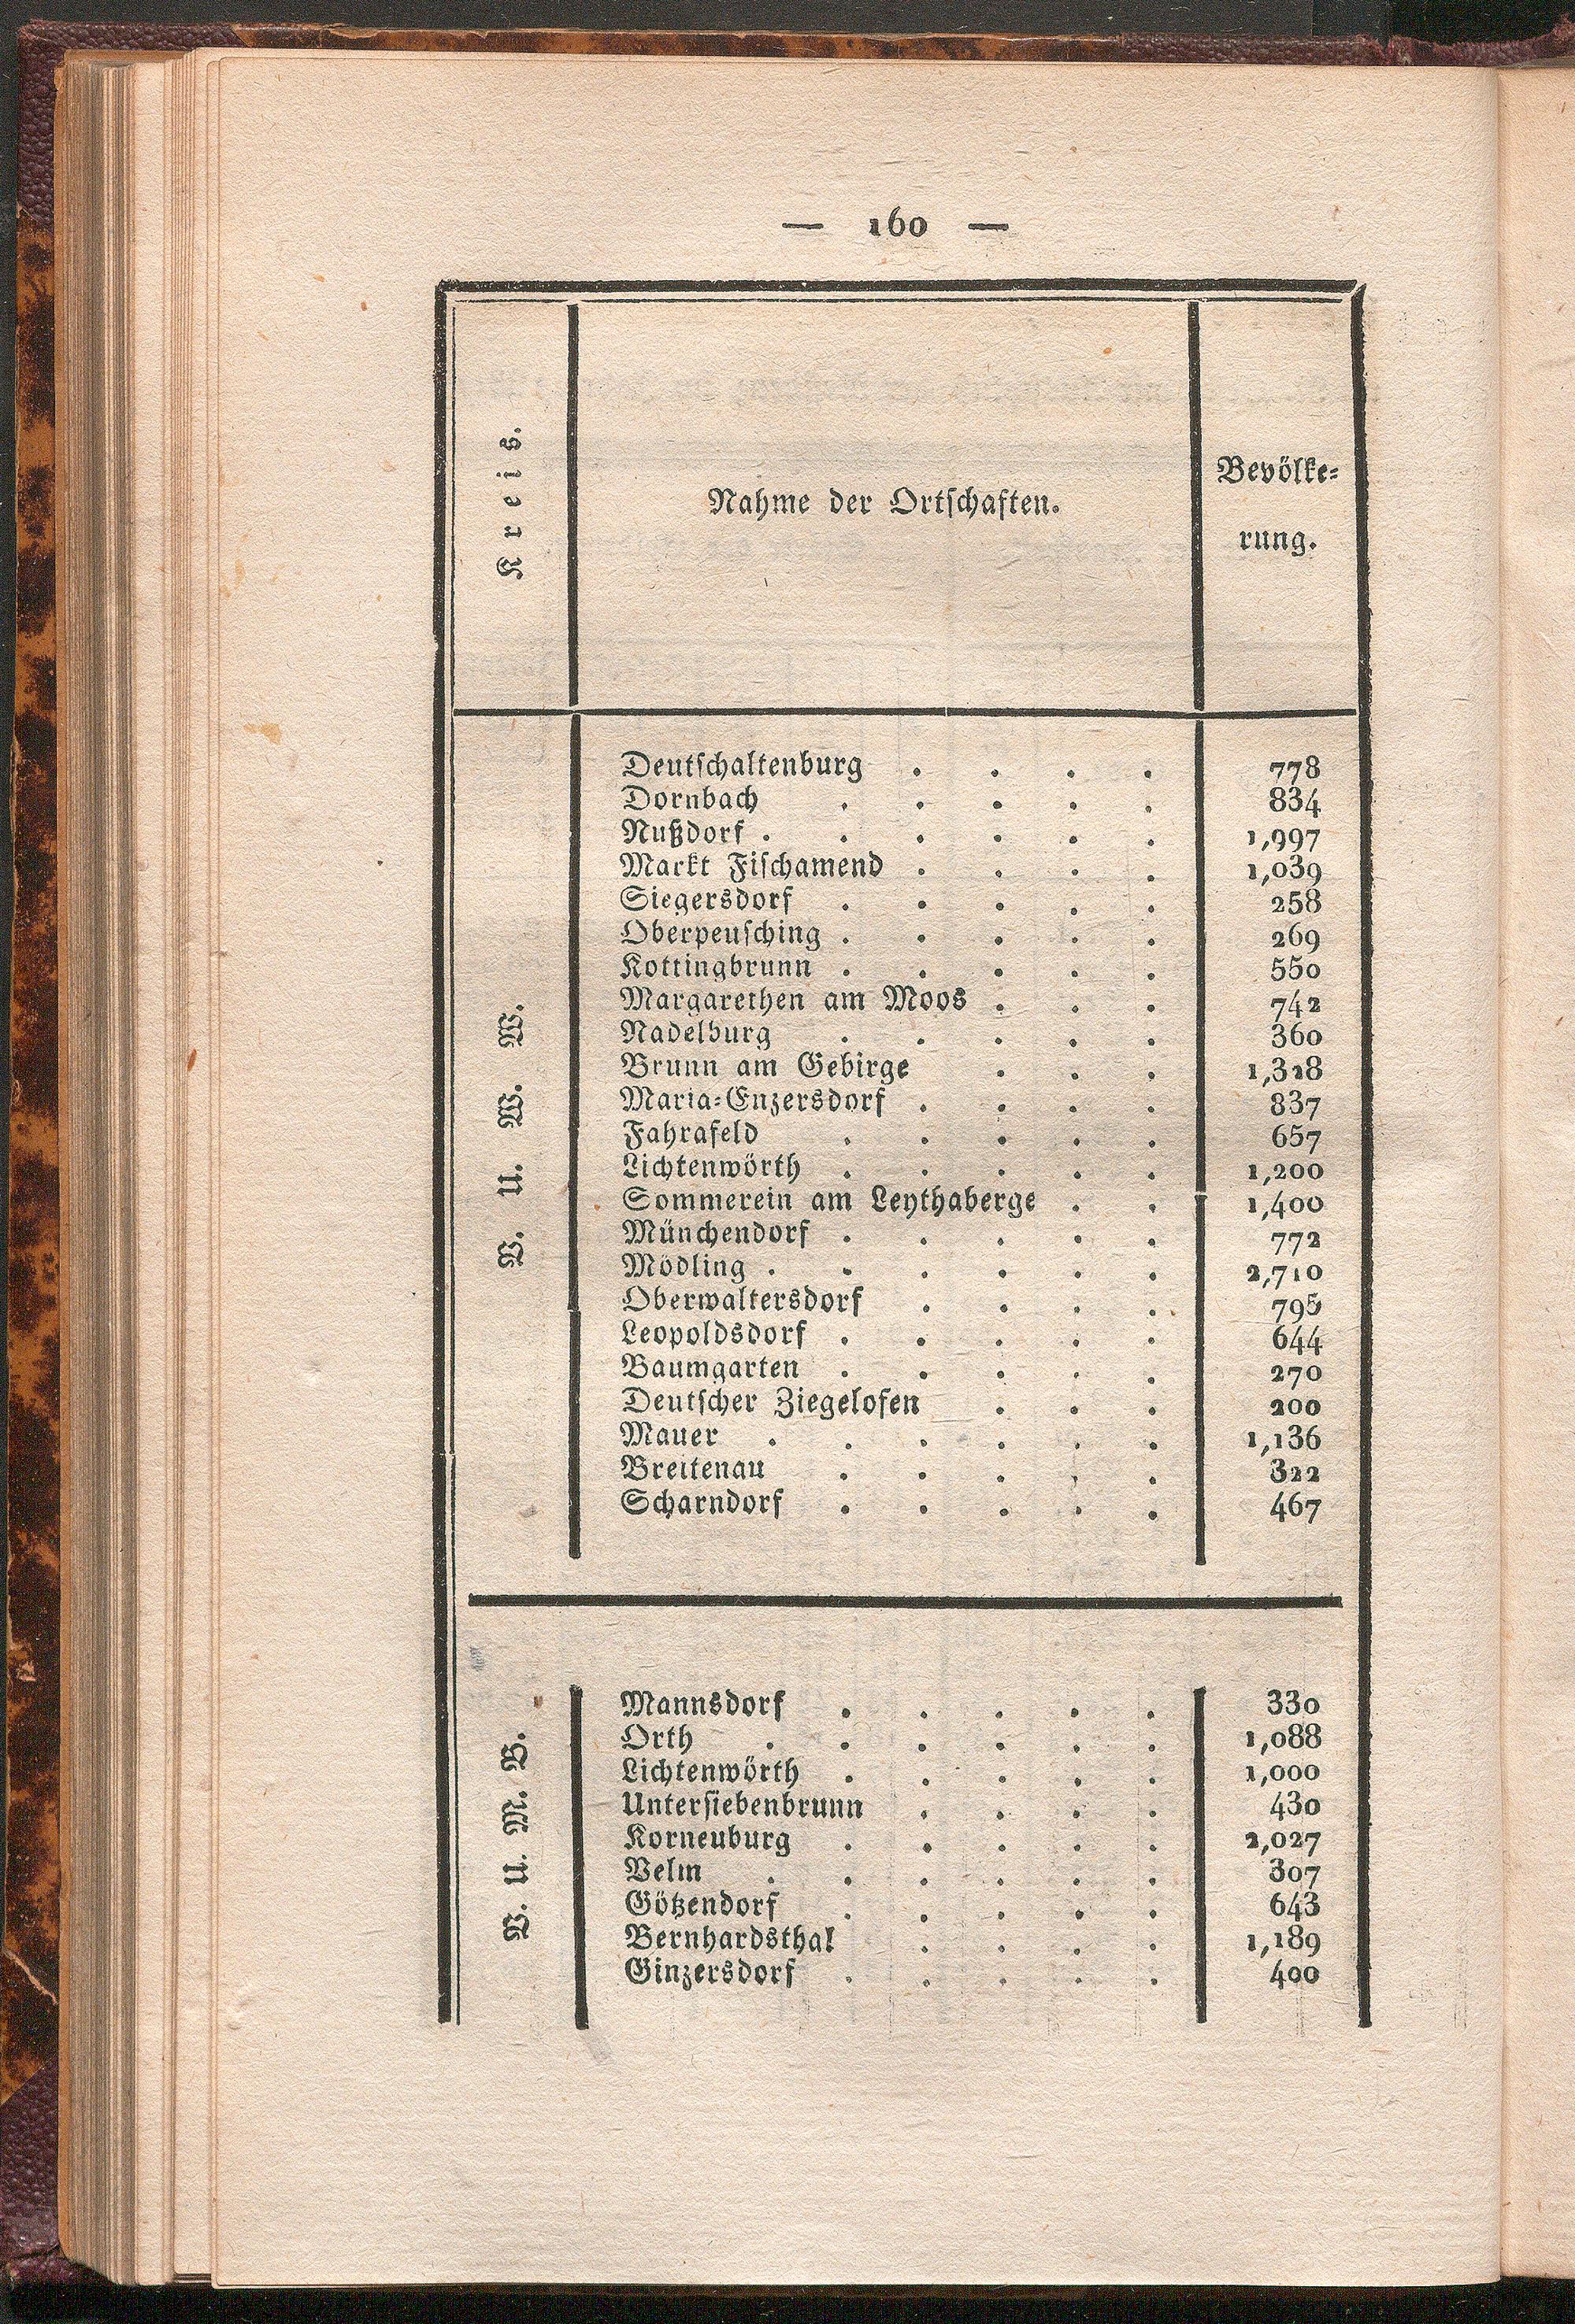 — 160 —
Kreis.
Nahme der Ortschaften.
Bevölke-
rung.
V. U. W. W.
Deutschaltenburg . . . . 778
Dornbach . . . . . 834
Nußdorf . . . . . . 1,997
Markt Fischamend . . . . 1,039
Siegersdorf . . . . . 258
Oberpeusching . . . . . 269
Kottingbrunn . . . . . 550
Margarethen am Moos . . . 742
Nadelburg . . . . . 360
Brunn am Gebirge . . . 1,318
Maria-Enzersdorf . . . . 837
Fahrafeld . . . . . 657
Lichtenwörth . . . . . 1,200
Sommerein am Leythaberge . . 1,400
Münchendorf . . . . . 772
Mödling . . . . . . 2,710
Oberwaltersdorf . . . . 795
Leopoldsdorf . . . . . 644
Baumgarten . . . . . 270
Deutscher Ziegelofen . . . 200
Mauer . . . . . . 1,136
Breitenau . . . . . 322
Scharndorf . . . . . 467
V. U. M. B.
Mannsdorf . . . . . 330
Orth . . . . . . 1,088
Lichtenwörth . . . . . 1,000
Untersiebenbrunn . . . . 430
Korneuburg . . . . . 2,027
Velm . . . . . . 307
Götzendorf . . . . . 643
Bernhardsthal . . . . 1,189
Ginzersdorf . . . . . 400